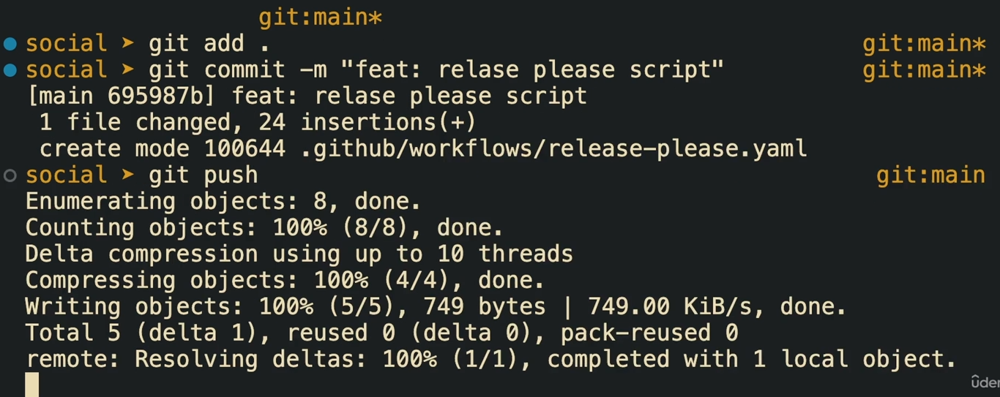 git:main*
social ➤ git add . git:main*
social ➤ git commit -m "feat: relase please script" git:main*
[main 695987b] feat: relase please script
1 file changed, 24 insertions(+)
create mode 100644 .github/workflows/release-please.yaml
social ➤ git push git:main
Enumerating objects: 8, done.
Counting objects: 100% (8/8), done.
Delta compression using up to 10 threads
Compressing objects: 100% (4/4), done.
Writing objects: 100% (5/5), 749 bytes | 749.00 KiB/s, done.
Total 5 (delta 1), reused 0 (delta 0), pack-reused 0
remote: Resolving deltas: 100% (1/1), completed with 1 local object.